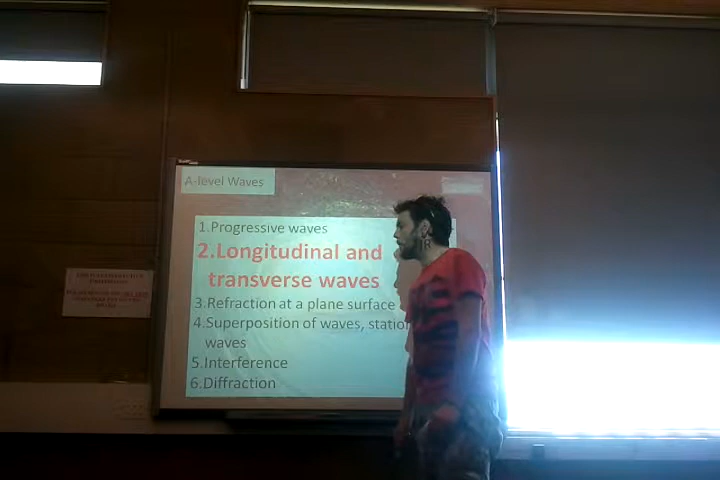 A-level Waves
1.Progressive waves
2.Longitudinal and
transverse waves
3.Refraction at a plane surface
4.Superposition of waves,
waves
5.Interference
6.Diffraction